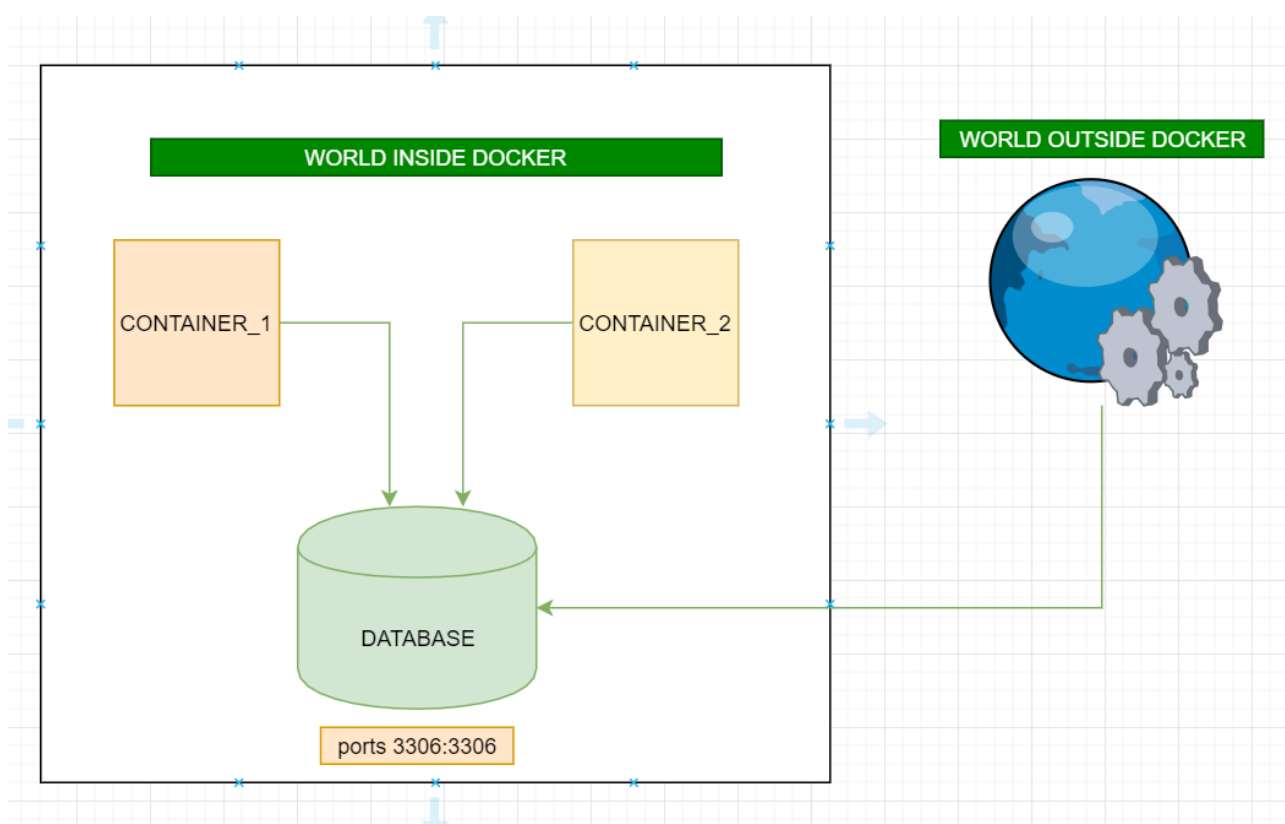 WORLD INSIDE DOCKER
WORLD OUTSIDE DOCKER
CONTAINER_1
CONTAINER_2
DATABASE
ports 3306:3306